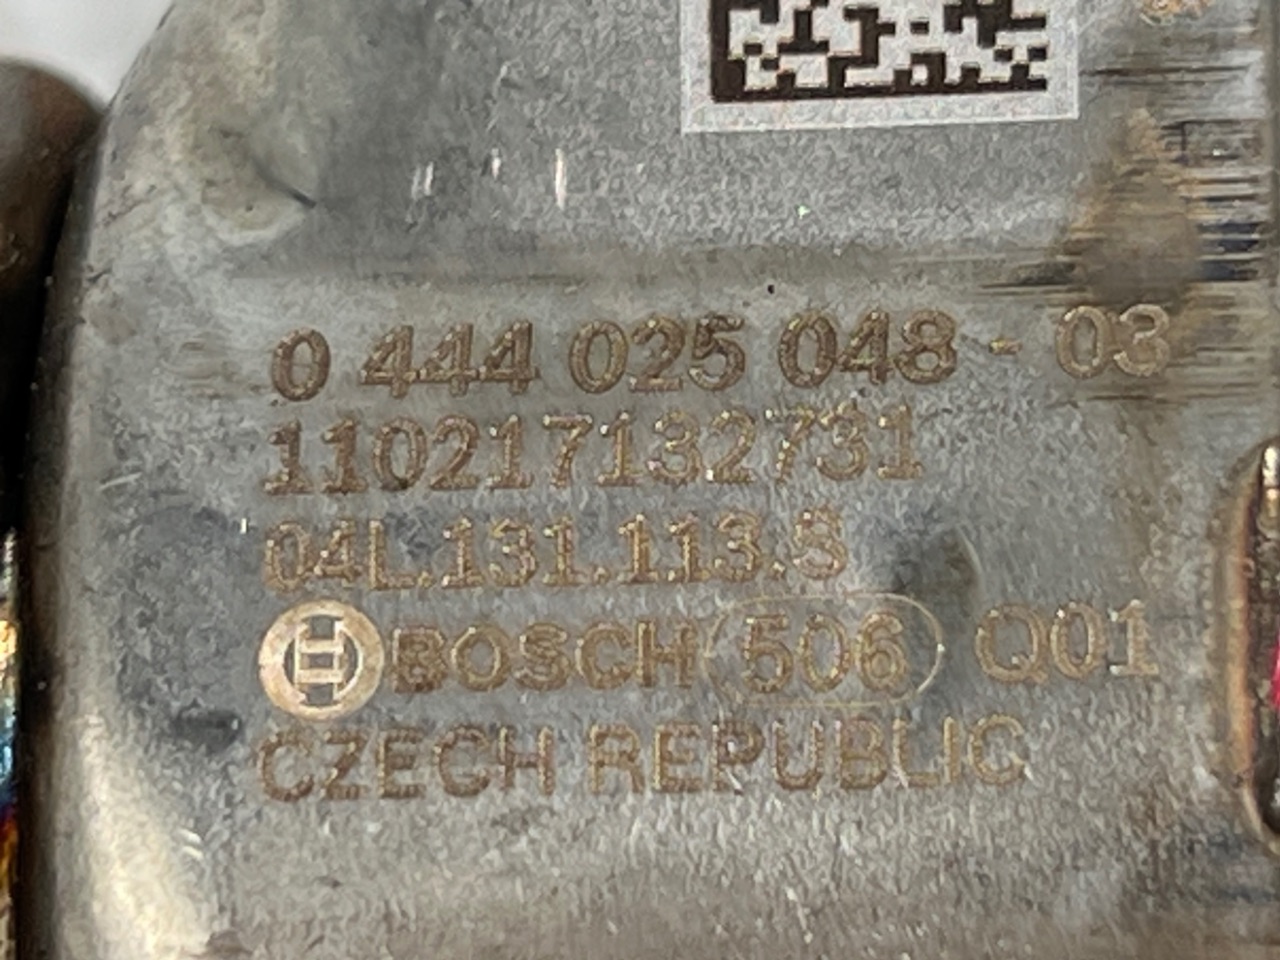 0 444 025 048 - 03
110217132731
04L.131.113.S
BOSCH 506 Q01
CZECH REPUBLIC